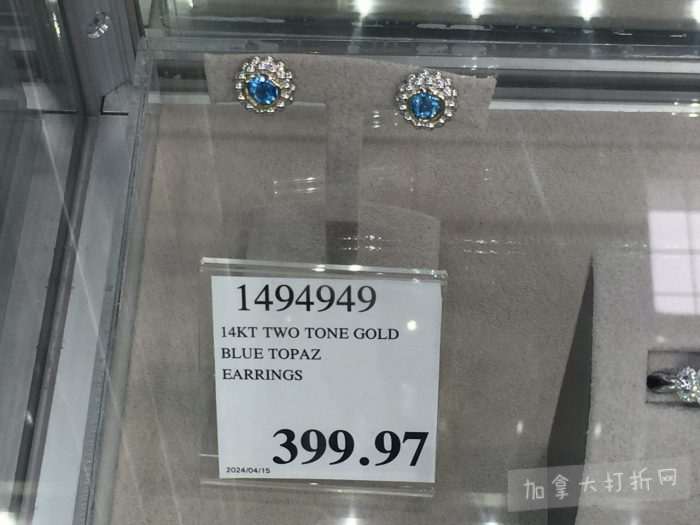 1494949
14KT TWO TONE GOLD
BLUE TOPAZ
EARRINGS
399.97
2024/04/15
加拿大打折网